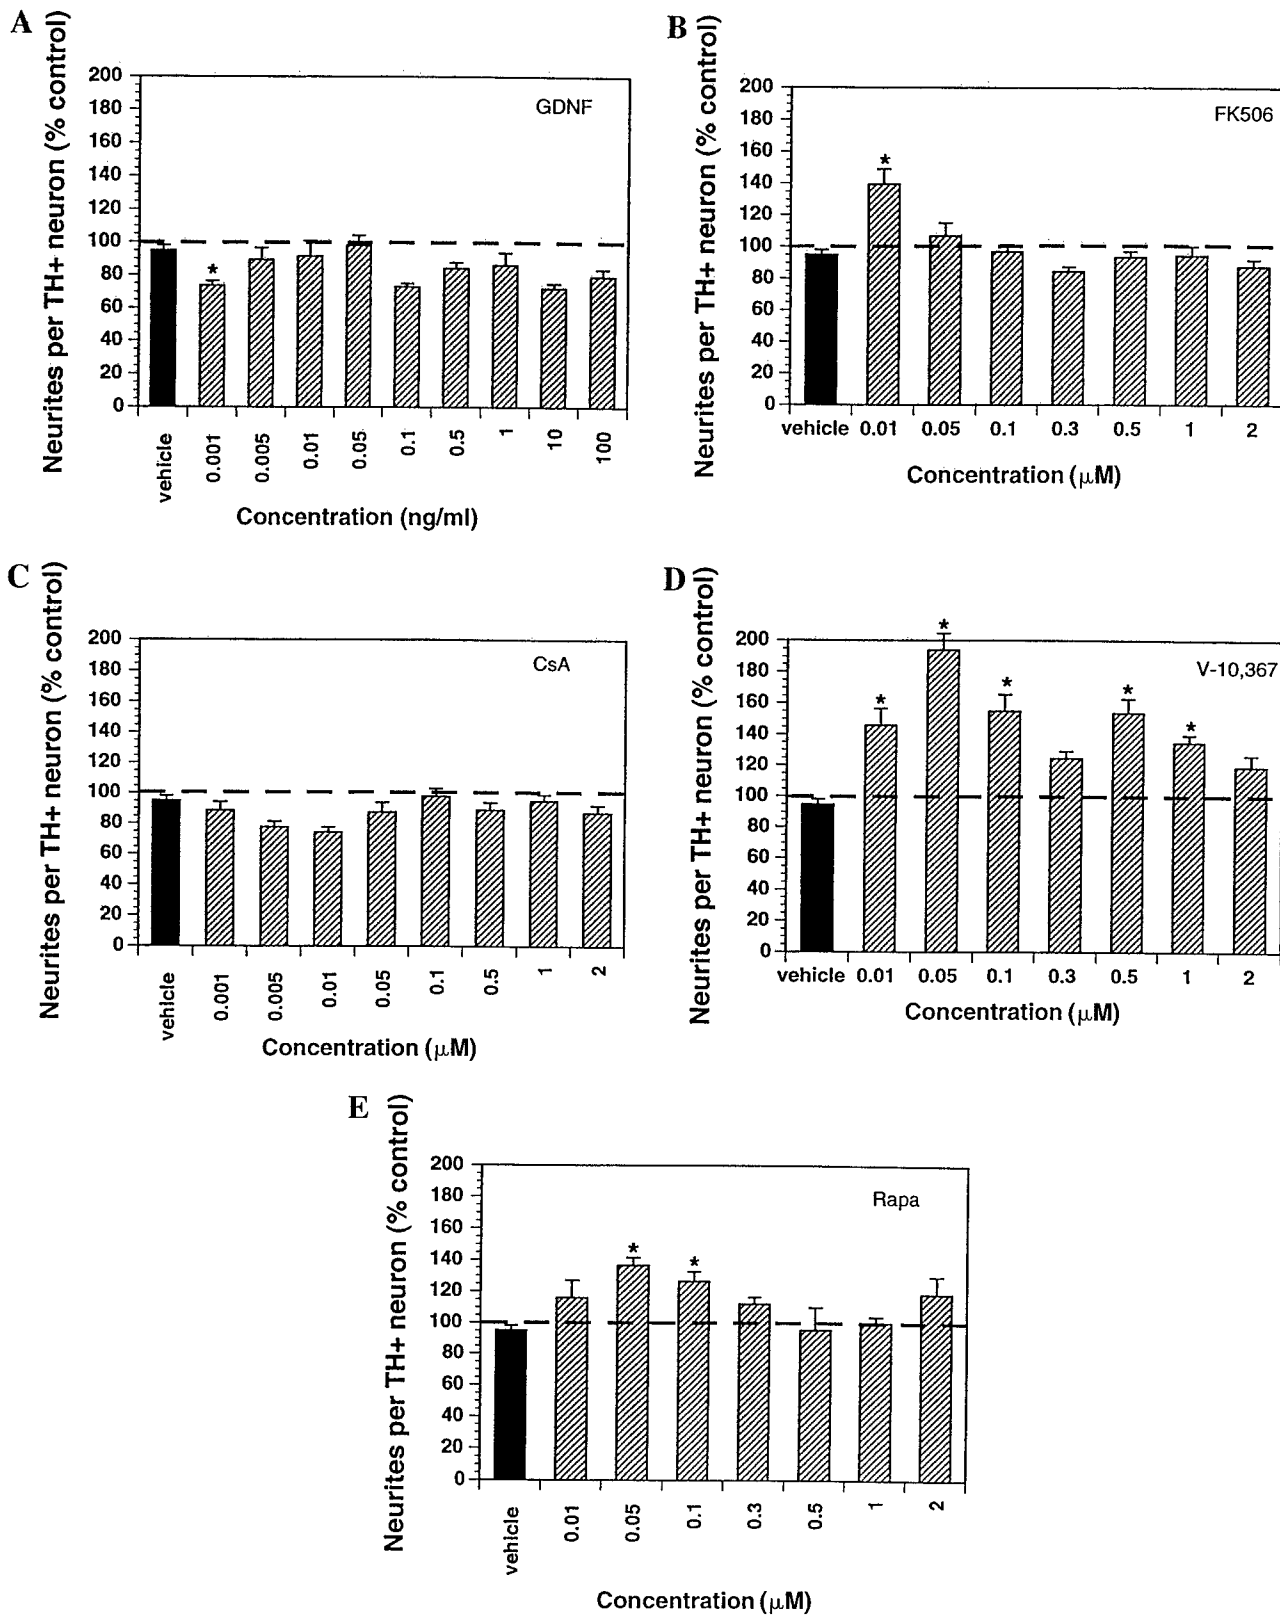 A
Neurites per TH+ neuron (% control)
200
180
160
140
120
100
80
60
40
20
0
GDNF
*
vehicle 0.001 0.005 0.01 0.05 0.1 0.5 1 10 100
Concentration (ng/ml)
B
Neurites per TH+ neuron (% control)
200
180
160
140
120
100
80
60
40
20
0
FK506
*
vehicle 0.01 0.05 0.1 0.3 0.5 1 2
Concentration (μM)
C
Neurites per TH+ neuron (% control)
200
180
160
140
120
100
80
60
40
20
0
CsA
vehicle 0.001 0.005 0.01 0.05 0.1 0.5 1 2
Concentration (μM)
D
Neurites per TH+ neuron (% control)
200
180
160
140
120
100
80
60
40
20
0
V-10,367
* * * * *
vehicle 0.01 0.05 0.1 0.3 0.5 1 2
Concentration (μM)
E
Neurites per TH+ neuron (% control)
200
180
160
140
120
100
80
60
40
20
0
Rapa
* *
vehicle 0.01 0.05 0.1 0.3 0.5 1 2
Concentration (μM)